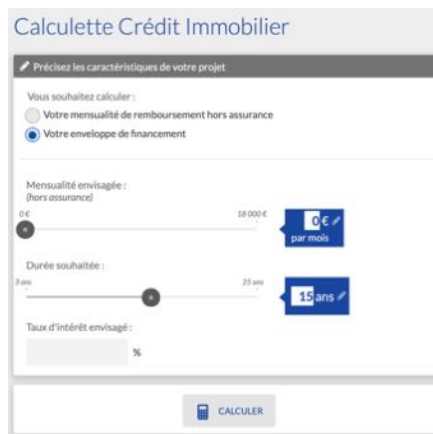 Calculette Crédit Immobilier
Précisez les caractéristiques de votre projet
Vous souhaitez calculer :
Votre mensualité de remboursement hors assurance
Votre enveloppe de financement
Mensualité envisagée :
(hors assurance)
0 € 18 000 €
0 €
par mois
Durée souhaitée :
3 ans 25 ans
15 ans
Taux d'intérêt envisagé :
%
CALCULER